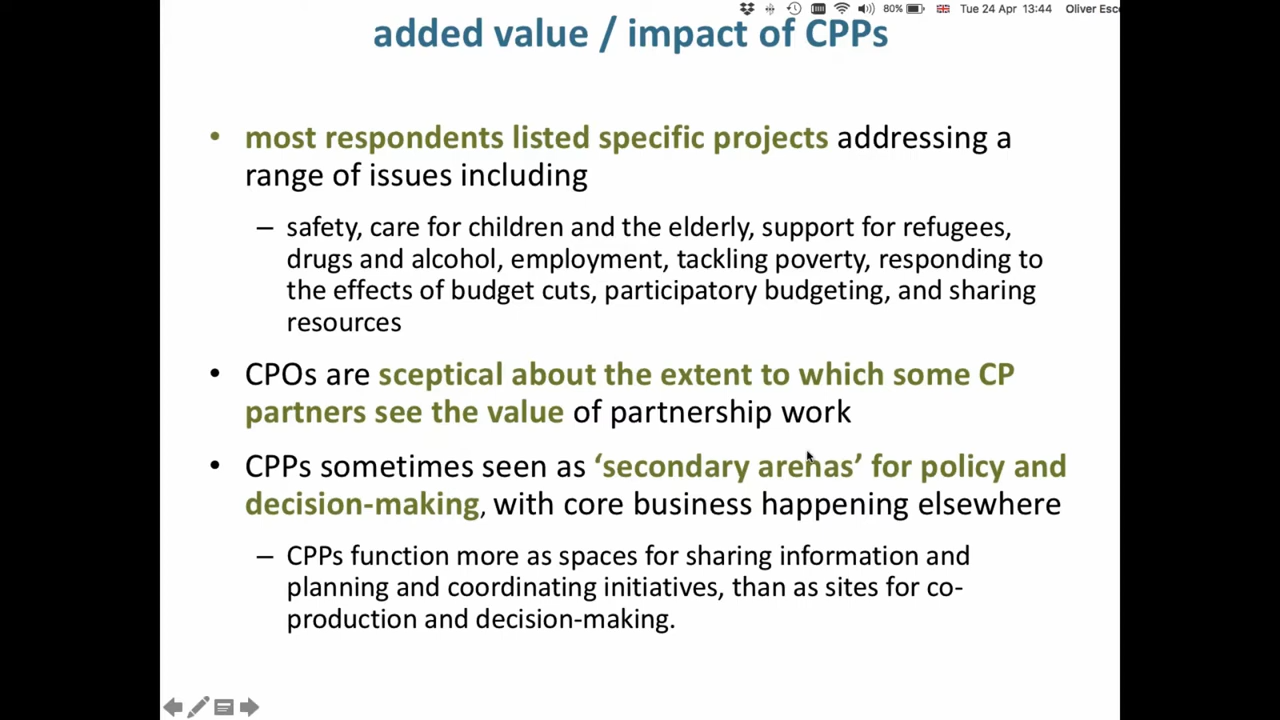 80% Tue 24 Apr 13:44 Oliver Esc
added value / impact of CPPs
• most respondents listed specific projects addressing a
range of issues including
– safety, care for children and the elderly, support for refugees,
drugs and alcohol, employment, tackling poverty, responding to
the effects of budget cuts, participatory budgeting, and sharing
resources
• CPOs are sceptical about the extent to which some CP
partners see the value of partnership work
• CPPs sometimes seen as ‘secondary arenas’ for policy and
decision-making, with core business happening elsewhere
– CPPs function more as spaces for sharing information and
planning and coordinating initiatives, than as sites for co-
production and decision-making.